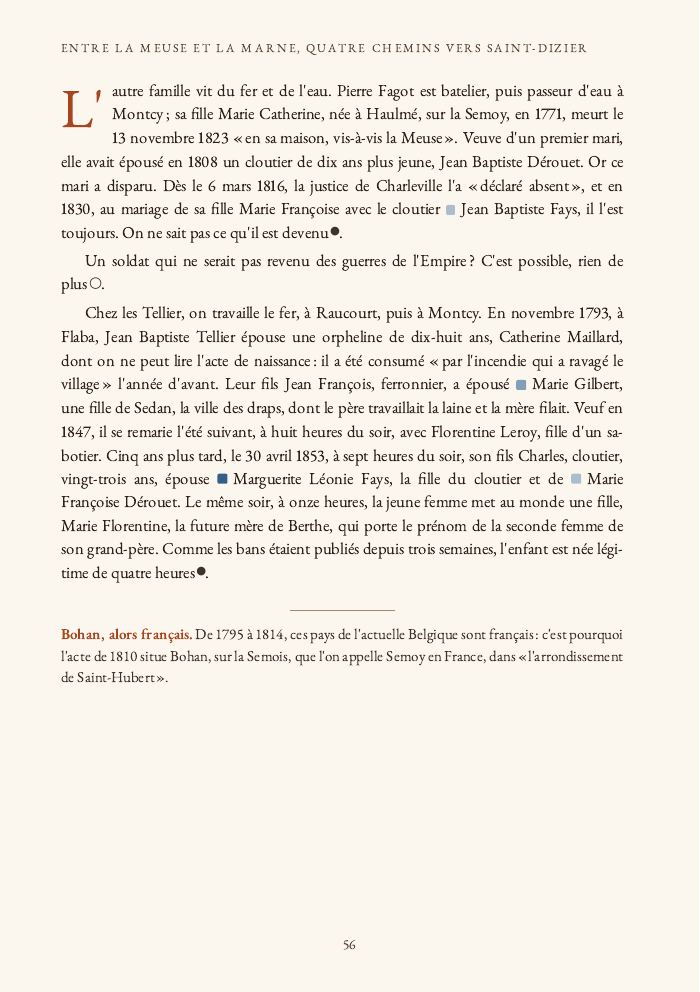 ENTRE LA MEUSE ET LA MARNE, QUATRE CHEMINS VERS SAINT-DIZIER
L'autre famille vit du fer et de l'eau. Pierre Fagot est batelier, puis passeur d'eau à
Montcy ; sa fille Marie Catherine, née à Haulmé, sur la Semoy, en 1771, meurt le
13 novembre 1823 « en sa maison, vis-à-vis la Meuse ». Veuve d'un premier mari,
elle avait épousé en 1808 un cloutier de dix ans plus jeune, Jean Baptiste Dérouet. Or ce
mari a disparu. Dès le 6 mars 1816, la justice de Charleville l'a « déclaré absent », et en
1830, au mariage de sa fille Marie Françoise avec le cloutier ■ Jean Baptiste Fays, il l'est
toujours. On ne sait pas ce qu'il est devenu●.
Un soldat qui ne serait pas revenu des guerres de l'Empire ? C'est possible, rien de
plus○.
Chez les Tellier, on travaille le fer, à Raucourt, puis à Montcy. En novembre 1793, à
Flaba, Jean Baptiste Tellier épouse une orpheline de dix-huit ans, Catherine Maillard,
dont on ne peut lire l'acte de naissance : il a été consumé « par l'incendie qui a ravagé le
village » l'année d'avant. Leur fils Jean François, ferronnier, a épousé ■ Marie Gilbert,
une fille de Sedan, la ville des draps, dont le père travaillait la laine et la mère filait. Veuf en
1847, il se remarie l'été suivant, à huit heures du soir, avec Florentine Leroy, fille d'un sa-
botier. Cinq ans plus tard, le 30 avril 1853, à sept heures du soir, son fils Charles, cloutier,
vingt-trois ans, épouse ■ Marguerite Léonie Fays, la fille du cloutier et de ■ Marie
Françoise Dérouet. Le même soir, à onze heures, la jeune femme met au monde une fille,
Marie Florentine, la future mère de Berthe, qui porte le prénom de la seconde femme de
son grand-père. Comme les bans étaient publiés depuis trois semaines, l'enfant est née légi-
time de quatre heures●.
Bohan, alors français. De 1795 à 1814, ces pays de l'actuelle Belgique sont français : c'est pourquoi
l'acte de 1810 situe Bohan, sur la Semois, que l'on appelle Semoy en France, dans « l'arrondissement
de Saint-Hubert ».
56